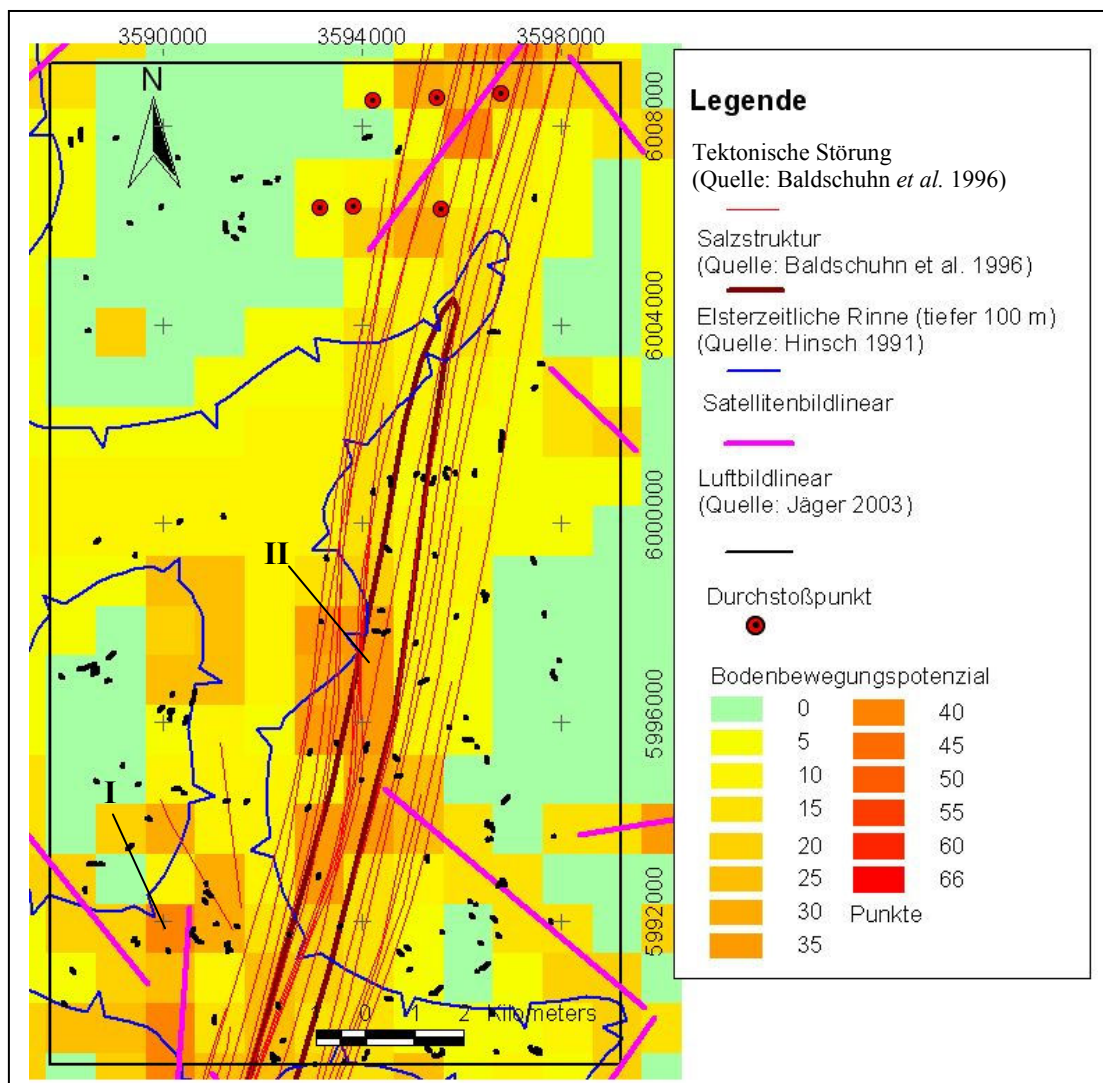 3590000 3594000 3598000
N
6008000
6004000
6000000
5996000
5992000
II
I
0 1 2 Kilometers
Legende
Tektonische Störung
(Quelle: Baldschuhn et al. 1996)
Salzstruktur
(Quelle: Baldschuhn et al. 1996)
Elsterzeitliche Rinne (tiefer 100 m)
(Quelle: Hinsch 1991)
Satellitenbildlinear
Luftbildlinear
(Quelle: Jäger 2003)
Durchstoßpunkt
Bodenbewegungspotenzial
0 40
5 45
10 50
15 55
20 60
25 66
30 Punkte
35